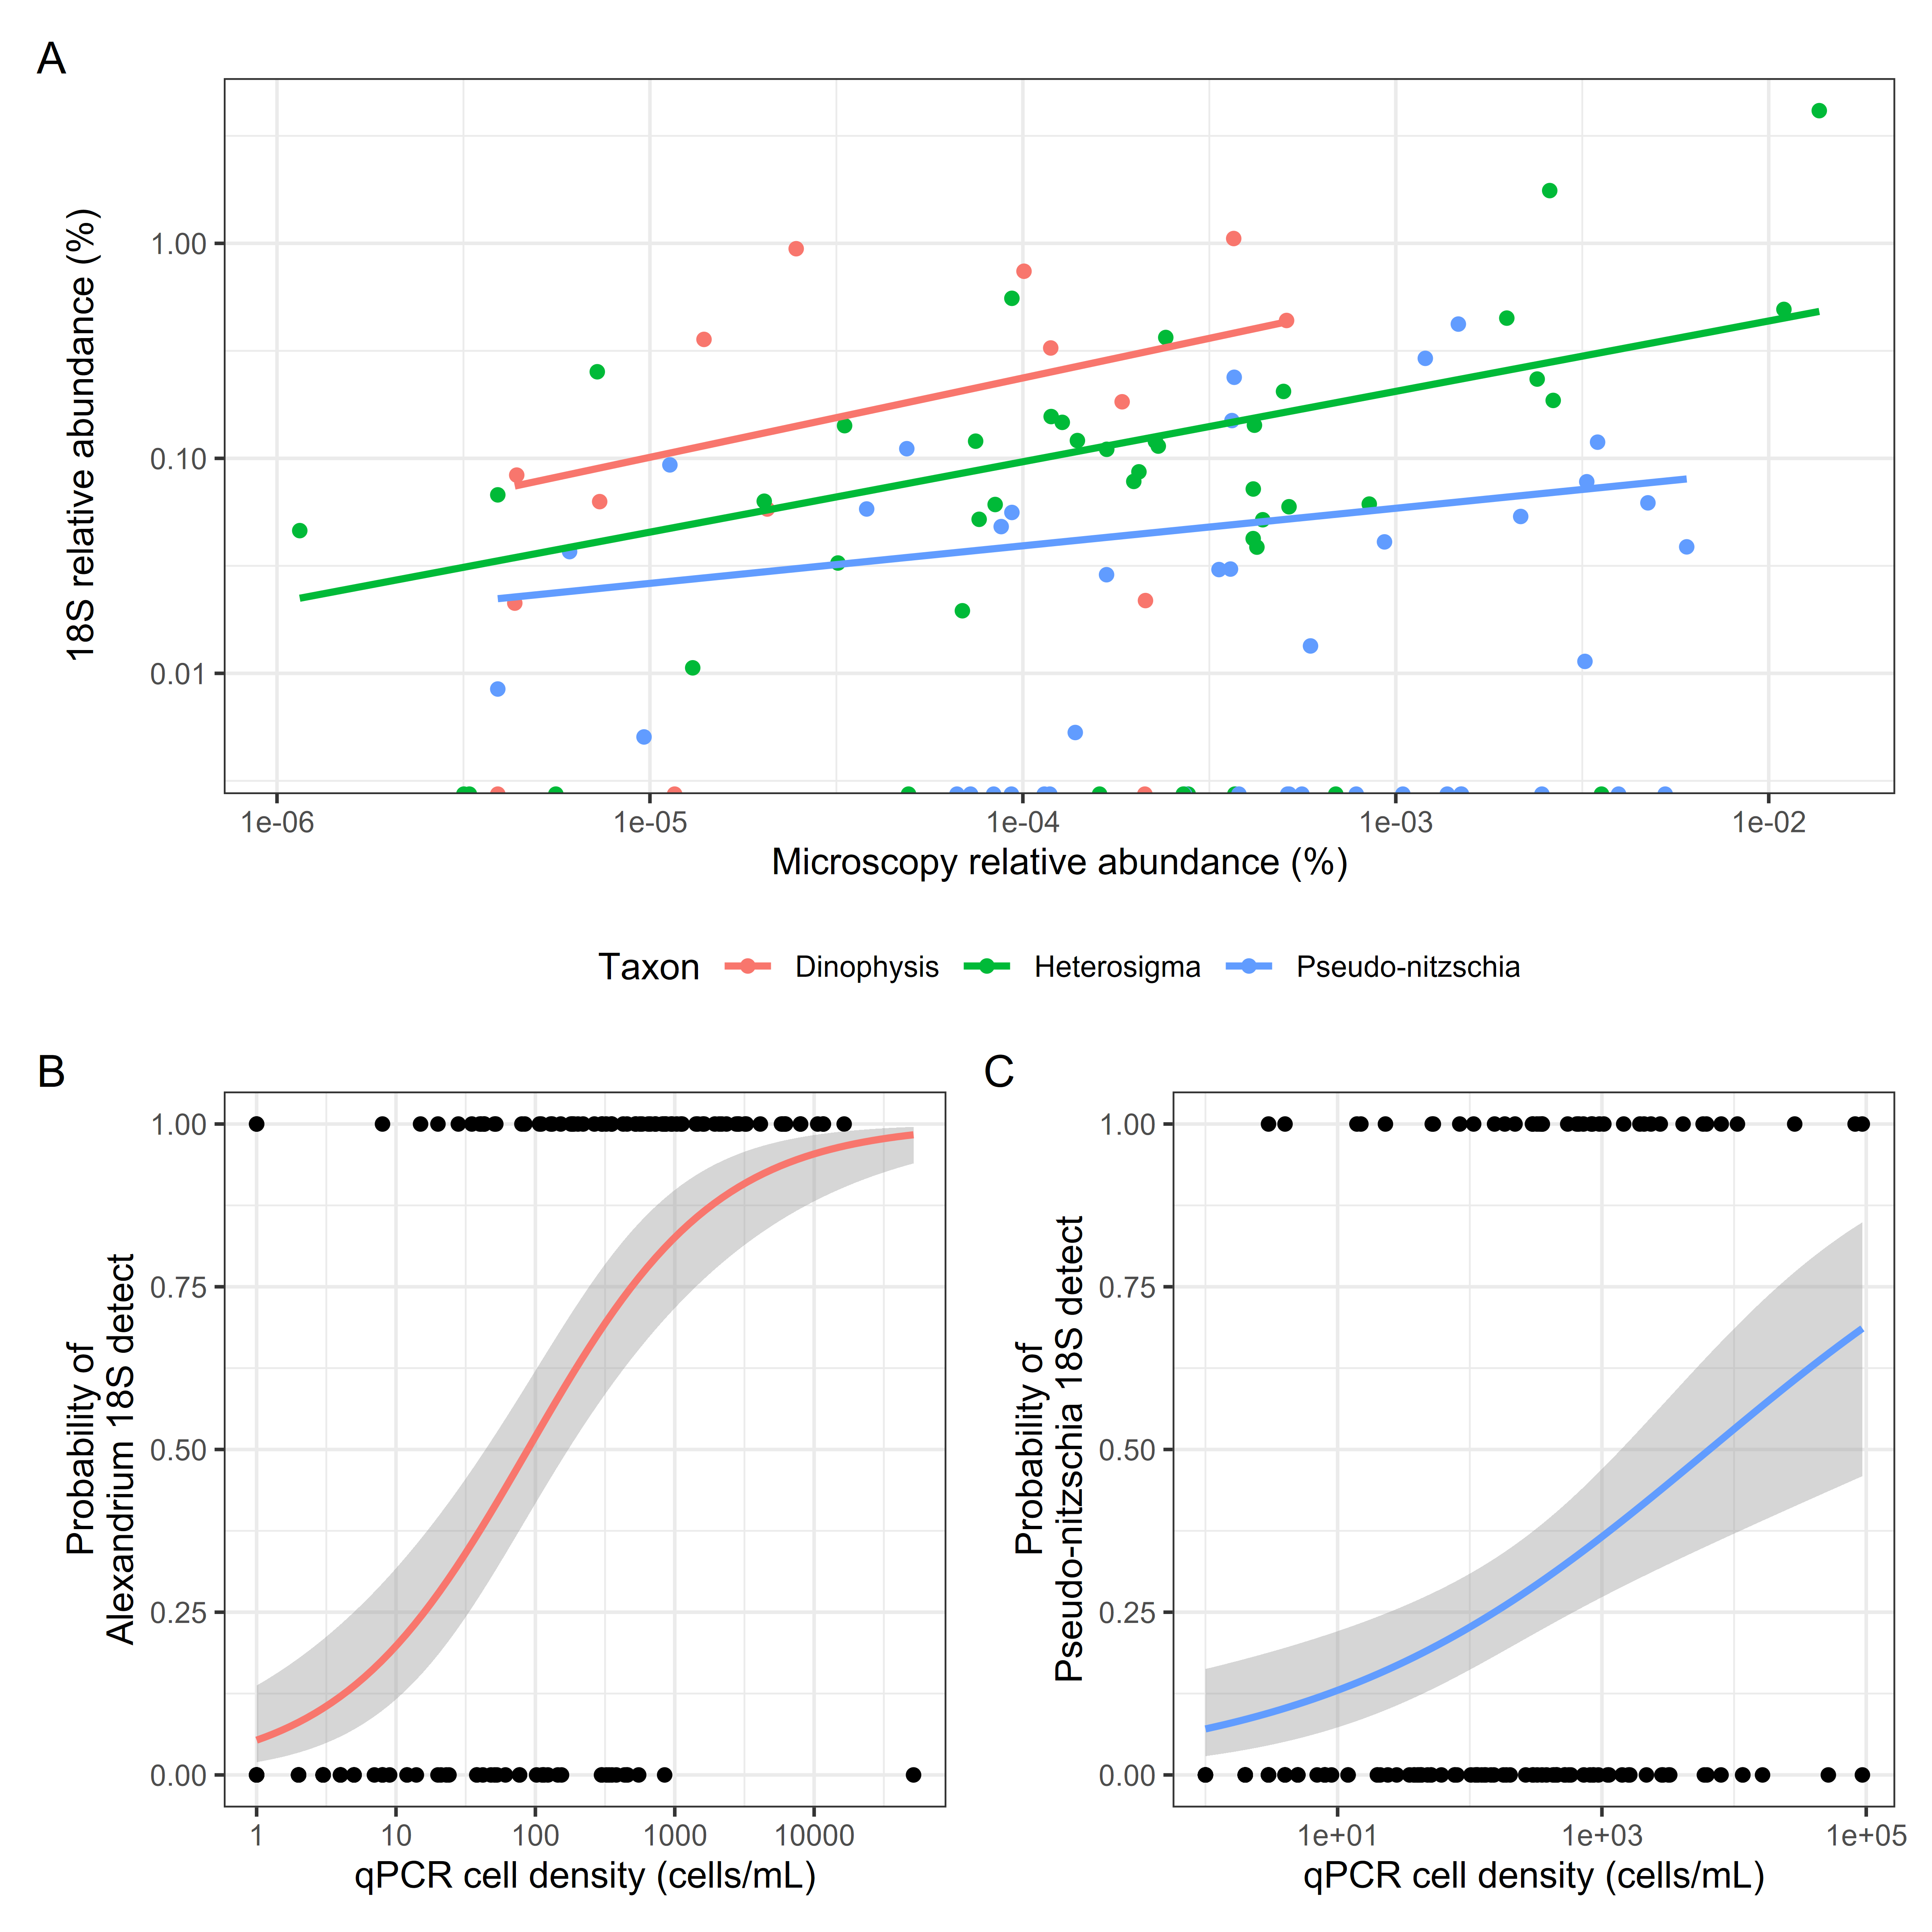 A
18S relative abundance (%)
1.00
0.10
0.01
1e-06 1e-05 1e-04 1e-03 1e-02
Microscopy relative abundance (%)
Taxon Dinophysis Heterosigma Pseudo-nitzschia
B
Probability of
Alexandrium 18S detect
1.00
0.75
0.50
0.25
0.00
1 10 100 1000 10000
qPCR cell density (cells/mL)
C
Probability of
Pseudo-nitzschia 18S detect
1.00
0.75
0.50
0.25
0.00
1e+01 1e+03 1e+05
qPCR cell density (cells/mL)